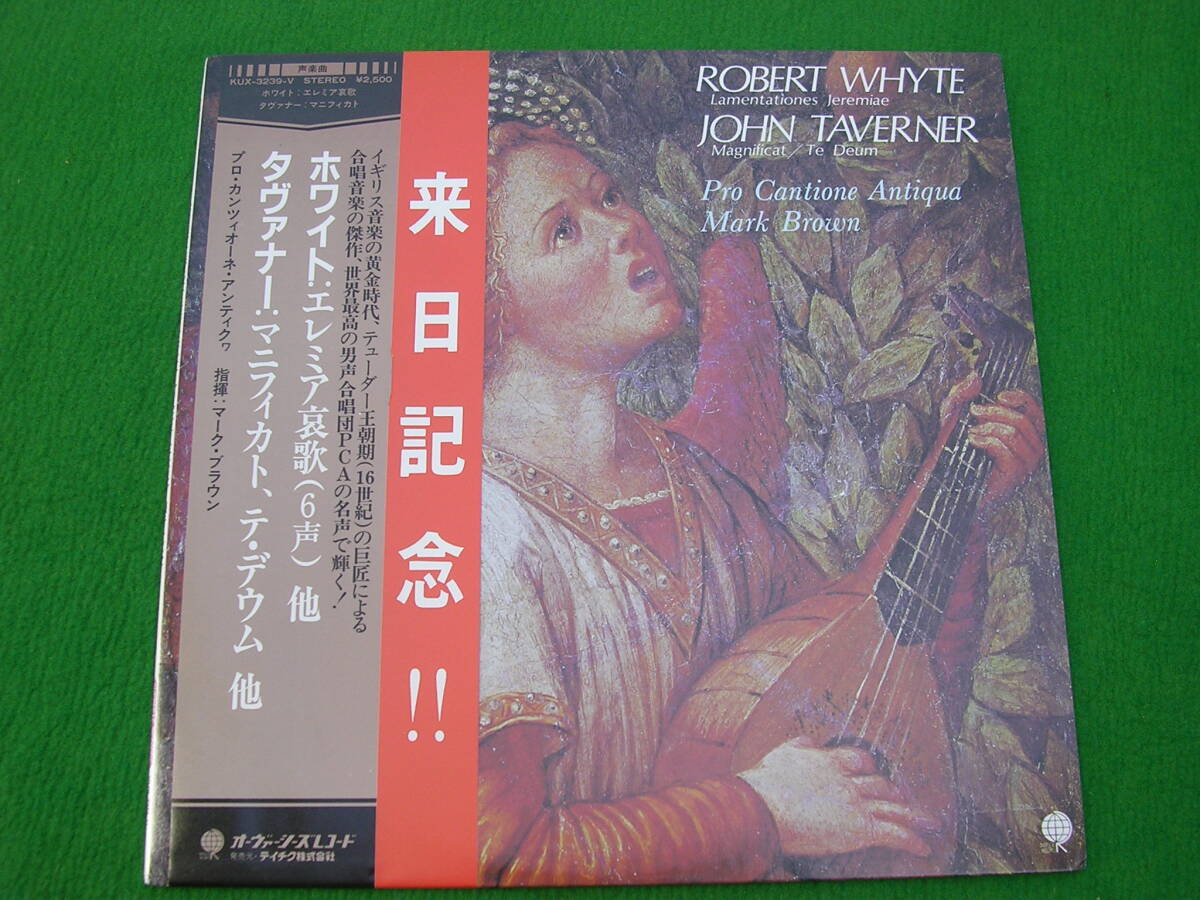 声楽曲
KUX-3239-V STEREO ¥2,500
ホワイト:エレミア哀歌
タヴァナー:マニフィカト
来日記念!!
イギリス音楽の黄金時代、テューダー王朝期(16世紀)の巨匠による
合唱音楽の傑作、世界最高の男声合唱団PCAの名声で輝く!
ホワイト:エレミア哀歌(6声) 他
タヴァナー:マニフィカト、テ・デウム 他
プロ・カンツィオーネ・アンティクヮ 指揮:マーク・ブラウン
オーヴァーシーズレコード
発売元・テイチク株式会社
ROBERT WHYTE
Lamentationes Jeremiae
JOHN TAVERNER
Magnificat/Te Deum
Pro Cantione Antiqua
Mark Brown